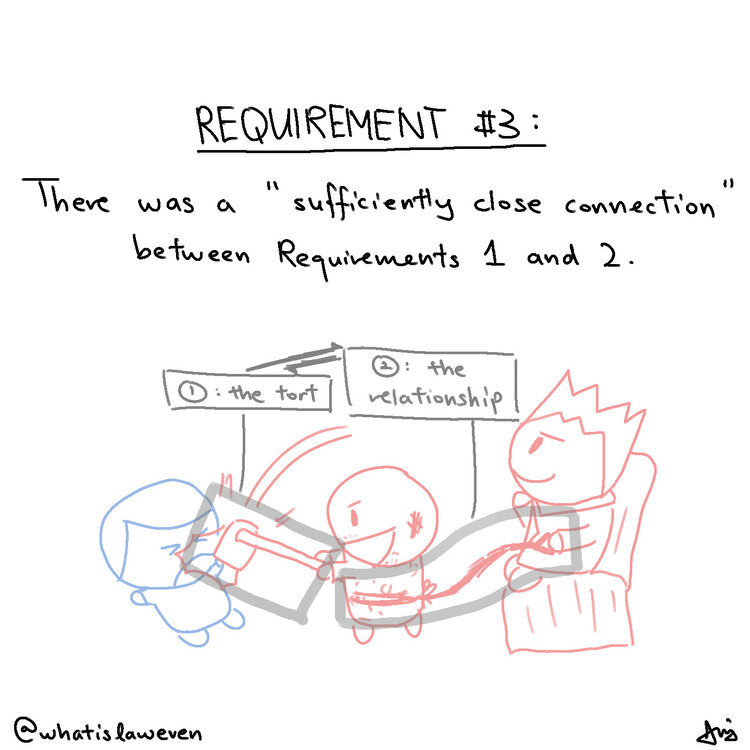 REQUIREMENT #3:
There was a "sufficiently close connection"
between Requirements 1 and 2.
①: the tort
②: the
relationship
@whatislaweven